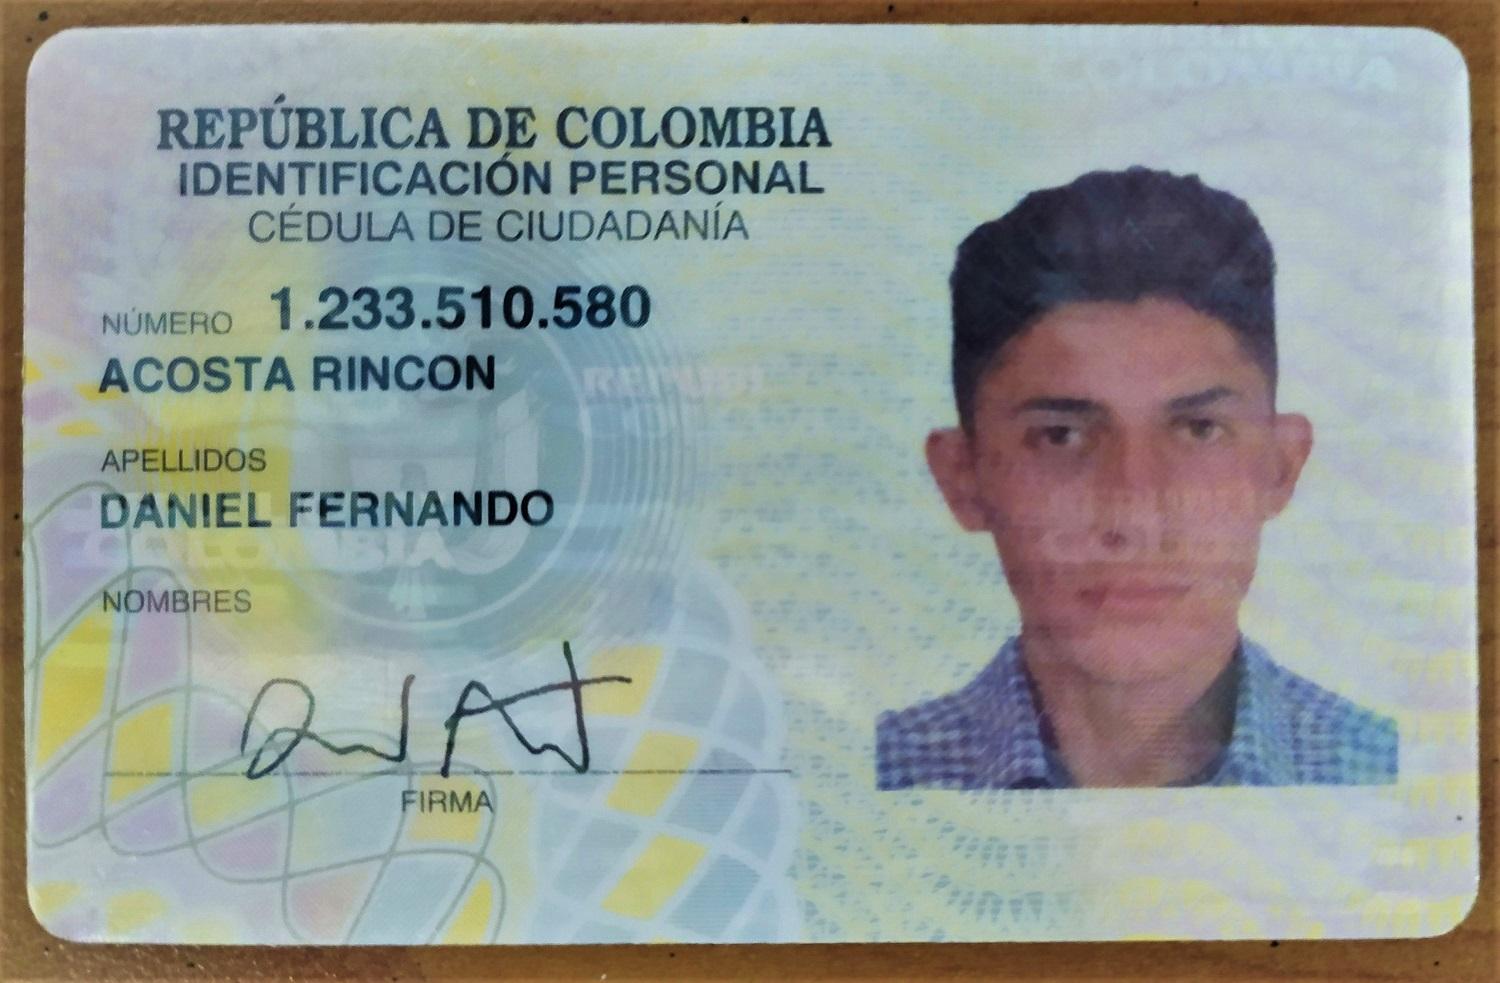 REPÚBLICA DE COLOMBIA
IDENTIFICACIÓN PERSONAL
CÉDULA DE CIUDADANÍA
NÚMERO 1.233.510.580
ACOSTA RINCON
APELLIDOS
DANIEL FERNANDO
NOMBRES
FIRMA